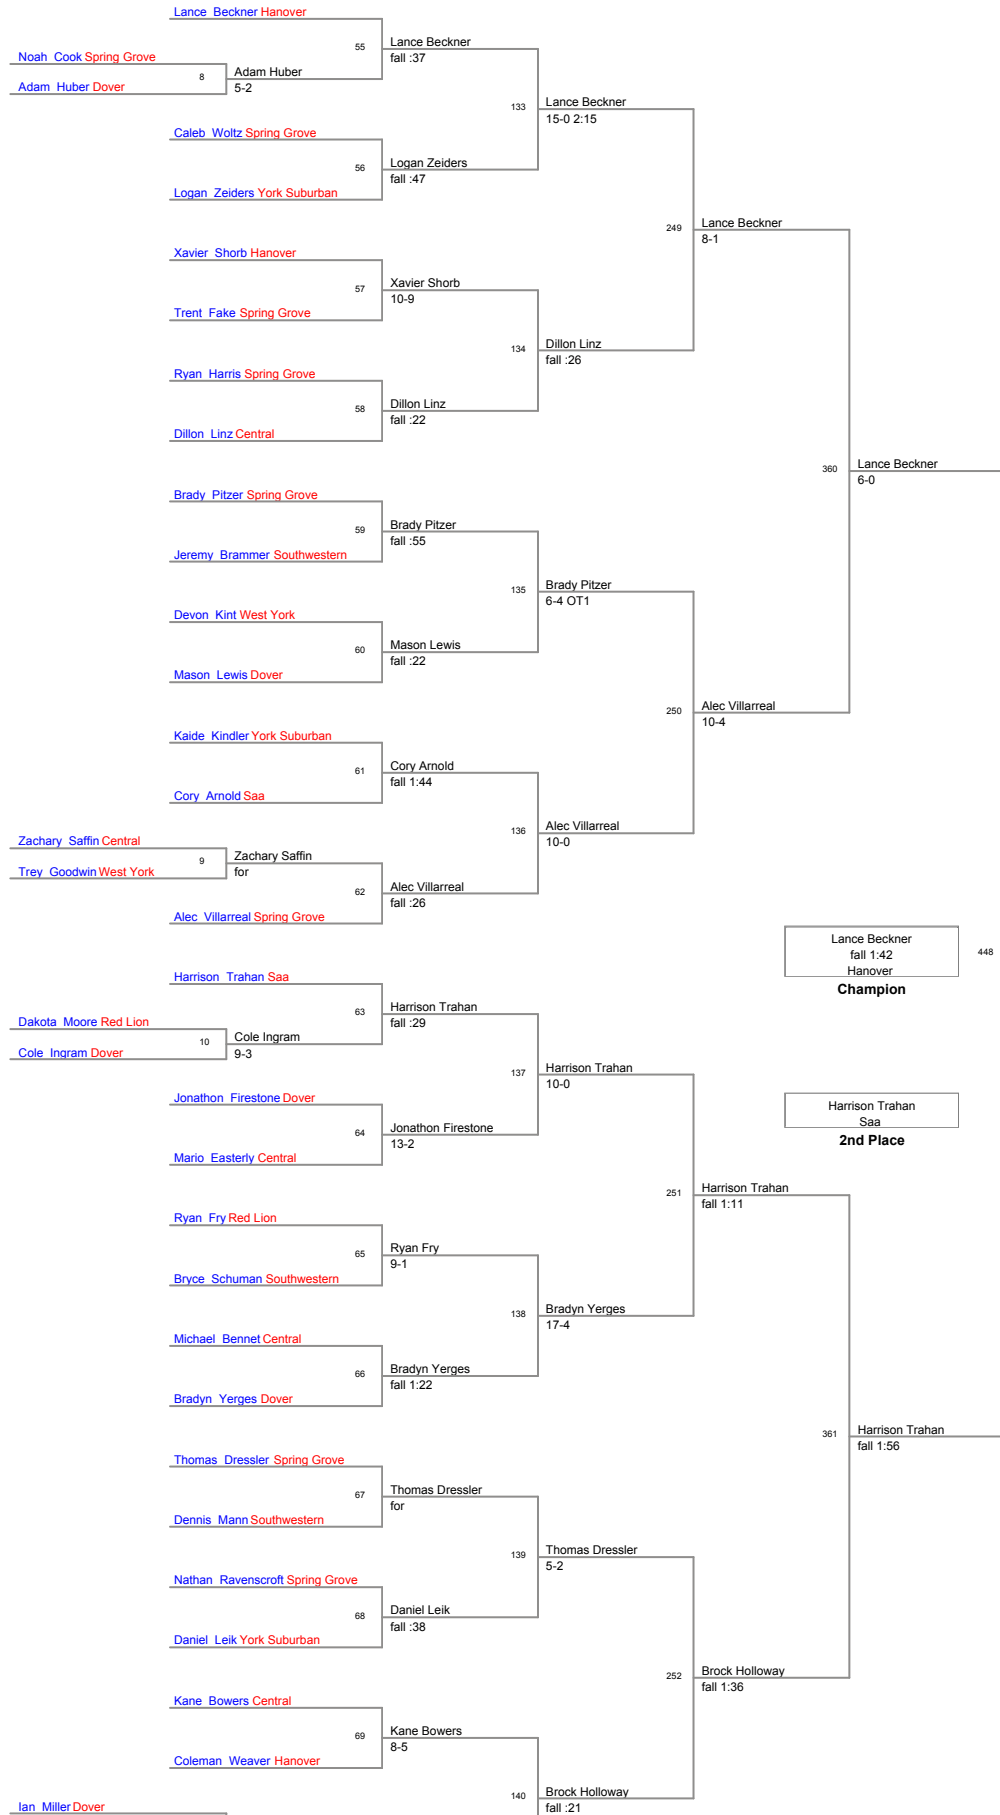 Lance Beckner Hanover
55 Lance Beckner
fall :37
Noah Cook Spring Grove
8 Adam Huber
5-2
Adam Huber Dover
133 Lance Beckner
15-0 2:15
Caleb Woltz Spring Grove
56 Logan Zeiders
fall :47
Logan Zeiders York Suburban
249 Lance Beckner
8-1
Xavier Shorb Hanover
57 Xavier Shorb
10-9
Trent Fake Spring Grove
134 Dillon Linz
fall :26
Ryan Harris Spring Grove
58 Dillon Linz
fall :22
Dillon Linz Central
360 Lance Beckner
6-0
Brady Pitzer Spring Grove
59 Brady Pitzer
fall :55
Jeremy Brammer Southwestern
135 Brady Pitzer
6-4 OT1
Devon Kint West York
60 Mason Lewis
fall :22
Mason Lewis Dover
250 Alec Villarreal
10-4
Kaide Kindler York Suburban
61 Cory Arnold
fall 1:44
Cory Arnold Saa
136 Alec Villarreal
10-0
Zachary Saffin Central
9 Zachary Saffin
for
Trey Goodwin West York
62 Alec Villarreal
fall :26
Alec Villarreal Spring Grove
Lance Beckner
fall 1:42
448
Hanover
Champion
Harrison Trahan Saa
63 Harrison Trahan
fall :29
Dakota Moore Red Lion
10 Cole Ingram
9-3
Cole Ingram Dover
137 Harrison Trahan
10-0
Jonathon Firestone Dover
64 Jonathon Firestone
13-2
Mario Easterly Central
Harrison Trahan
Saa
2nd Place
251 Harrison Trahan
fall 1:11
Ryan Fry Red Lion
65 Ryan Fry
9-1
Bryce Schuman Southwestern
138 Bradyn Yerges
17-4
Michael Bennet Central
66 Bradyn Yerges
fall 1:22
Bradyn Yerges Dover
361 Harrison Trahan
fall 1:56
Thomas Dressler Spring Grove
67 Thomas Dressler
for
Dennis Mann Southwestern
139 Thomas Dressler
5-2
Nathan Ravenscroft Spring Grove
68 Daniel Leik
fall :38
Daniel Leik York Suburban
252 Brock Holloway
fall 1:36
Kane Bowers Central
69 Kane Bowers
8-5
Coleman Weaver Hanover
140 Brock Holloway
fall :21
Ian Miller Dover